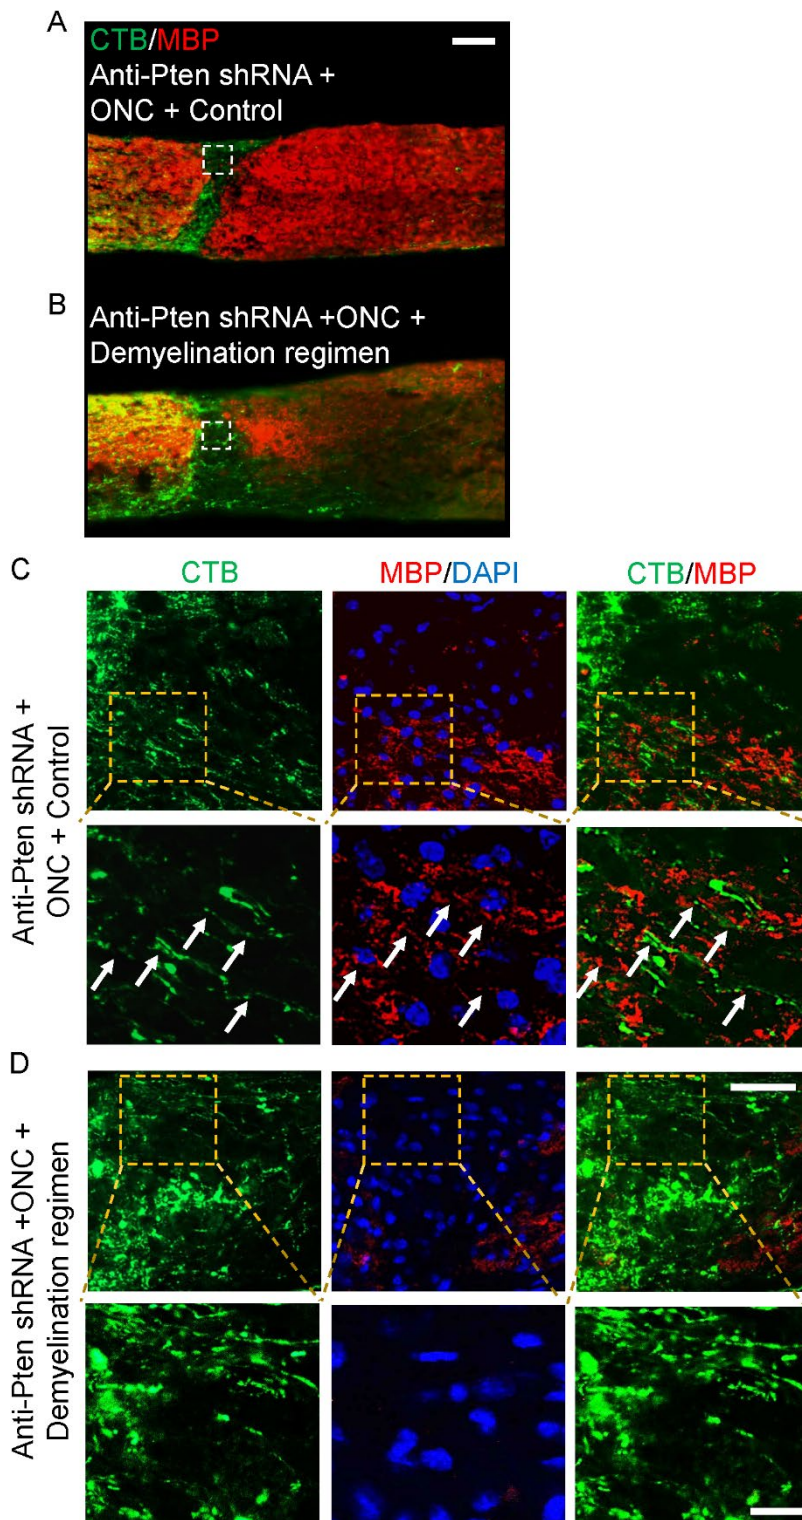 A
CTB/MBP
Anti-Pten shRNA +
ONC + Control
B
Anti-Pten shRNA +ONC +
Demyelination regimen
C
CTB
MBP/DAPI
CTB/MBP
Anti-Pten shRNA +
ONC + Control
D
Anti-Pten shRNA +ONC +
Demyelination regimen